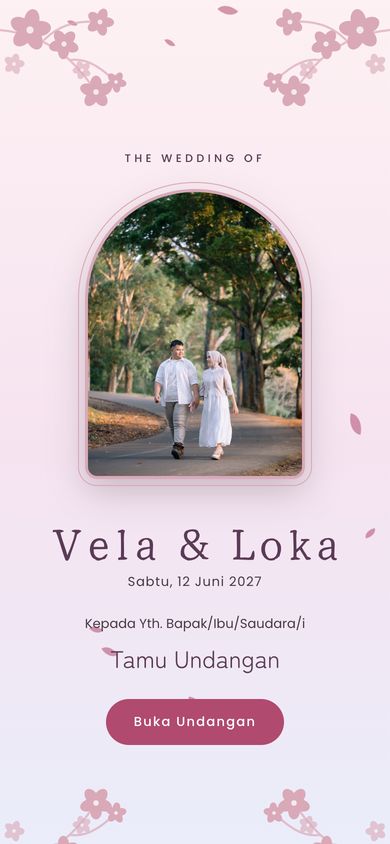 THE WEDDING OF
Vela & Loka
Sabtu, 12 Juni 2027
Kepada Yth. Bapak/Ibu/Saudara/i
Tamu Undangan
Buka Undangan